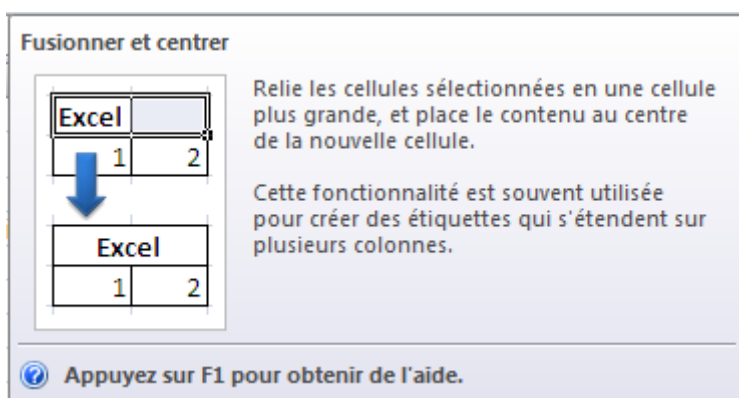 Fusionner et centrer
Excel
1 2
Excel
1 2
Relie les cellules sélectionnées en une cellule
plus grande, et place le contenu au centre
de la nouvelle cellule.
Cette fonctionnalité est souvent utilisée
pour créer des étiquettes qui s'étendent sur
plusieurs colonnes.
Appuyez sur F1 pour obtenir de l'aide.